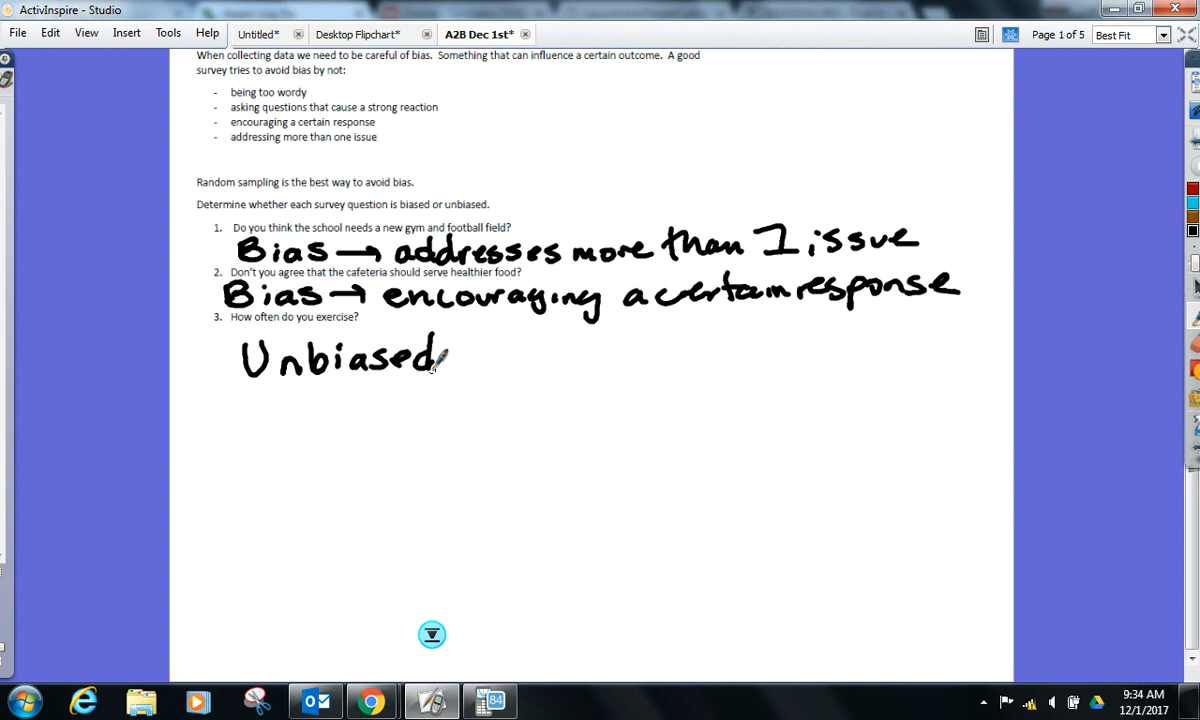 ActivInspire - Studio
File Edit View Insert Tools Help Untitled* Desktop Flipchart* A2B Dec 1st* Page 1 of 5 Best Fit
When collecting data we need to be careful of bias. Something that can influence a certain outcome. A good
survey tries to avoid bias by not:
- being too wordy
- asking questions that cause a strong reaction
- encouraging a certain response
- addressing more than one issue
Random sampling is the best way to avoid bias.
Determine whether each survey question is biased or unbiased.
1. Do you think the school needs a new gym and football field?
Bias → addresses more than 1 issue
2. Don't you agree that the cafeteria should serve healthier food?
Bias → encouraging a certain response
3. How often do you exercise?
Unbiased
84
9:34 AM
12/1/2017